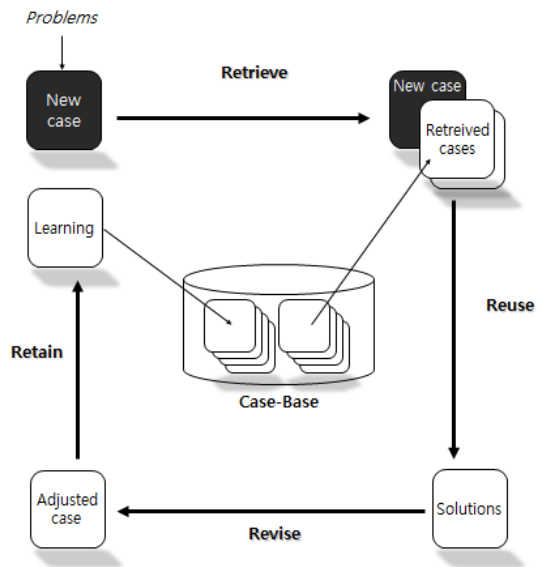 Problems
New
case
Retrieve
New case
Retreived
cases
Learning
Reuse
Retain
Case-Base
Adjusted
case
Revise
Solutions